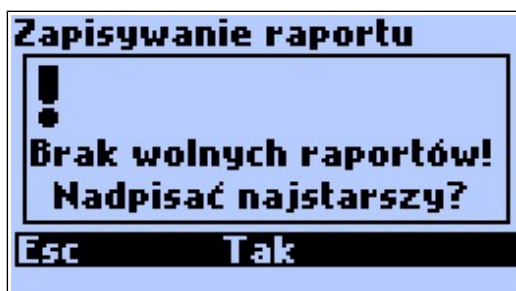 Zapisywanie raportu
!
Brak wolnych raportów!
Nadpisać najstarszy?
Esc Tak